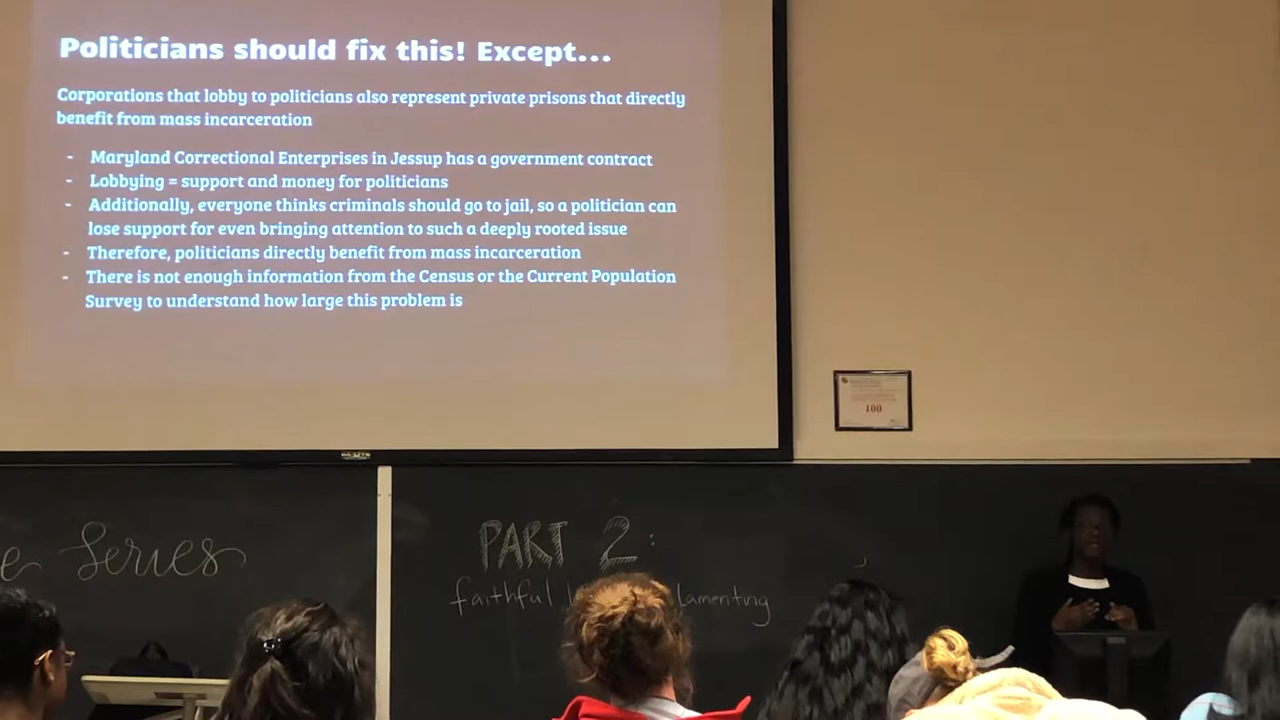 Politicians should fix this! Except...
Corporations that lobby to politicians also represent private prisons that directly
benefit from mass incarceration
- Maryland Correctional Enterprises in Jessup has a government contract
- Lobbying = support and money for politicians
- Additionally, everyone thinks criminals should go to jail, so a politician can
lose support for even bringing attention to such a deeply rooted issue
- Therefore, politicians directly benefit from mass incarceration
- There is not enough information from the Census or the Current Population
Survey to understand how large this problem is
100
DA-LITE
Series
PART 2:
faithful lamenting